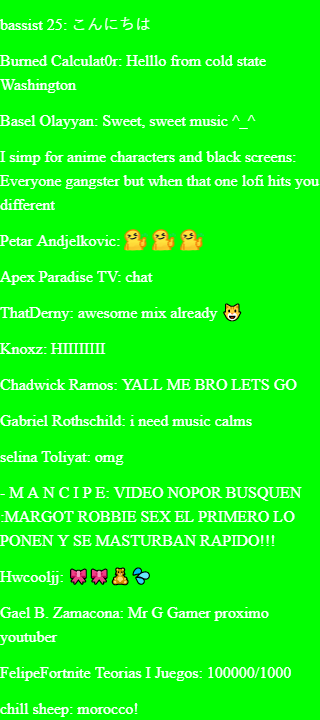 bassist 25: こんにちは
Burned Calculat0r: Helllo from cold state
Washington
Basel Olayyan: Sweet, sweet music ^_^
I simp for anime characters and black screens:
Everyone gangster but when that one lofi hits you
different
Petar Andjelkovic:
Apex Paradise TV: chat
ThatDemy: awesome mix already
Knoxz: HIIIIIIII
Chadwick Ramos: YALL ME BRO LETS GO
Gabriel Rothschild: i need music calms
selina Toliyat: omg
- M A N C I P E: VIDEO NOPOR BUSQUEN
:MARGOT ROBBIE SEX EL PRIMERO LO
PONEN Y SE MASTURBAN RAPIDO!!!
Hwcooljj:
Gael B. Zamacona: Mr G Gamer proximo
youtuber
FelipeFortnite Teorias I Juegos: 100000/1000
chill sheep: morocco!